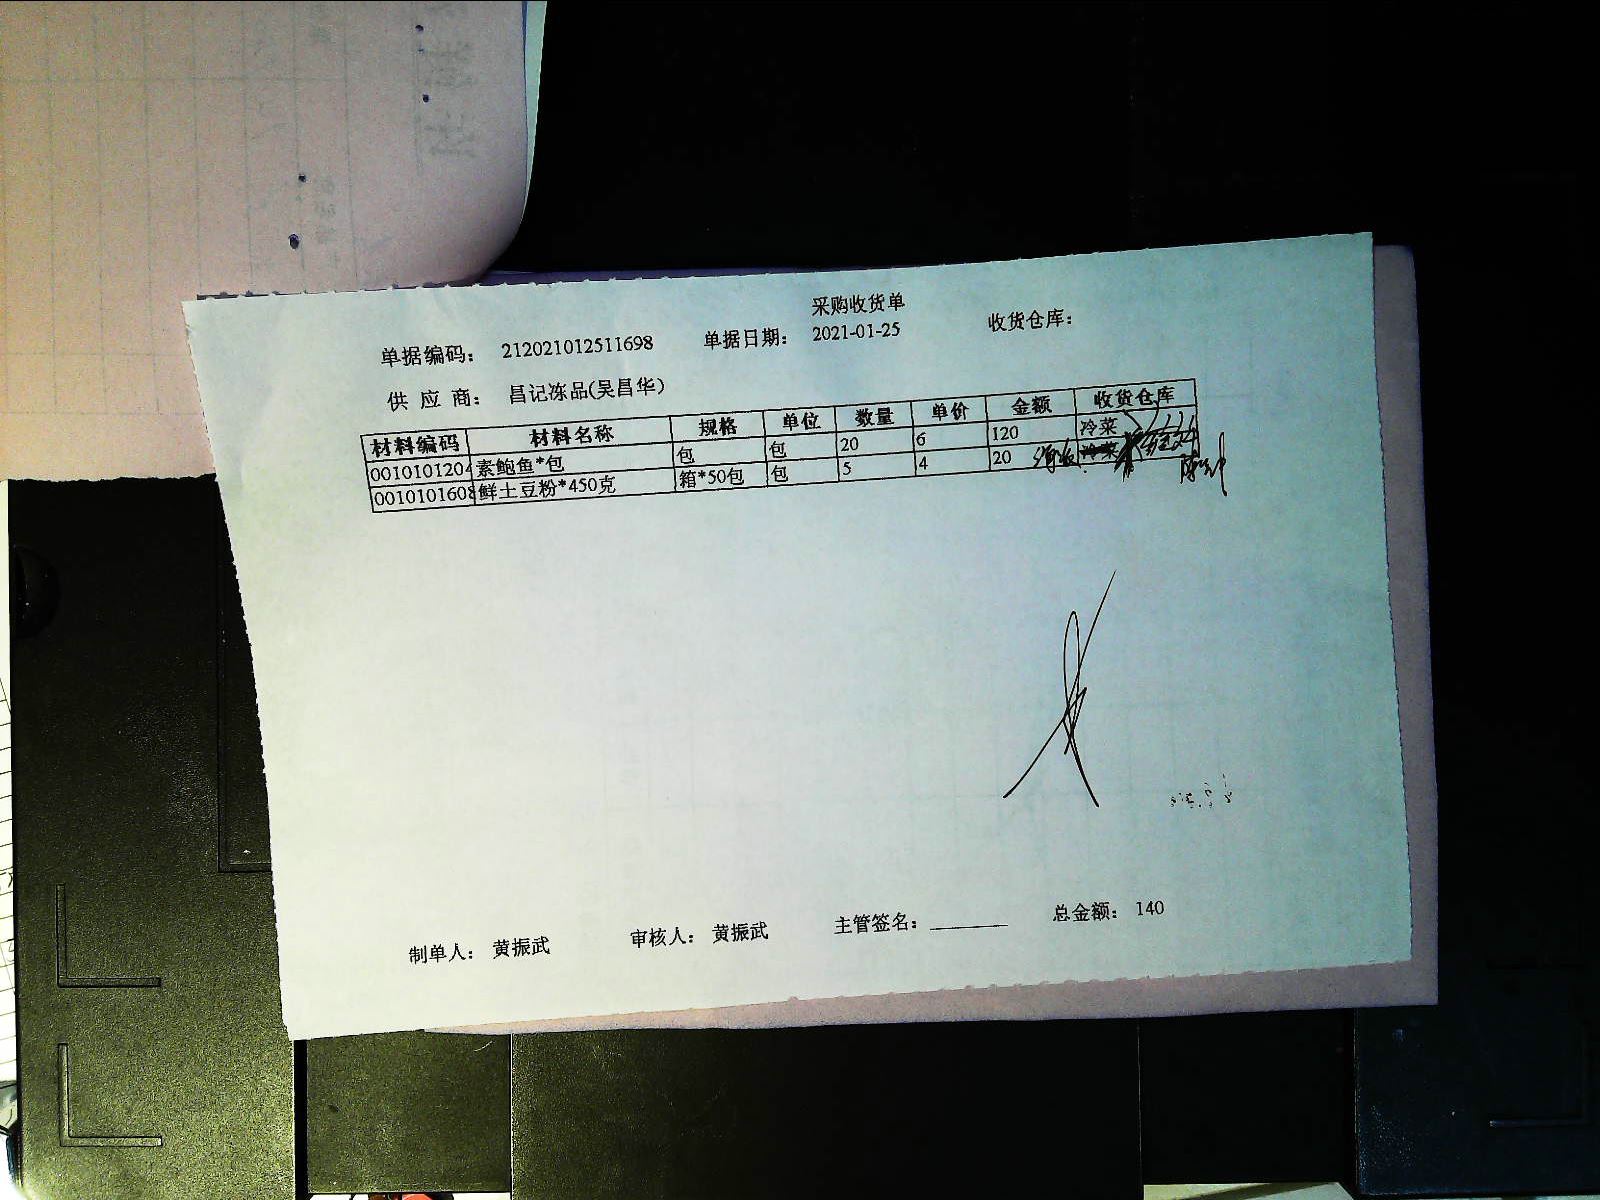 采购收货单
单据编码： 212021012511698 单据日期： 2021-01-25 收货仓库：
供 应 商： 昌记冻品(吴昌华)
材料编码 材料名称 规格 单位 数量 单价 金额 收货仓库
0010101204 素鲍鱼*包 包 包 20 6 120 冷菜
0010101608 鲜土豆粉*450克 箱*50包 包 5 4 20 冷菜
制单人： 黄振武 审核人： 黄振武 主管签名： 总金额： 140